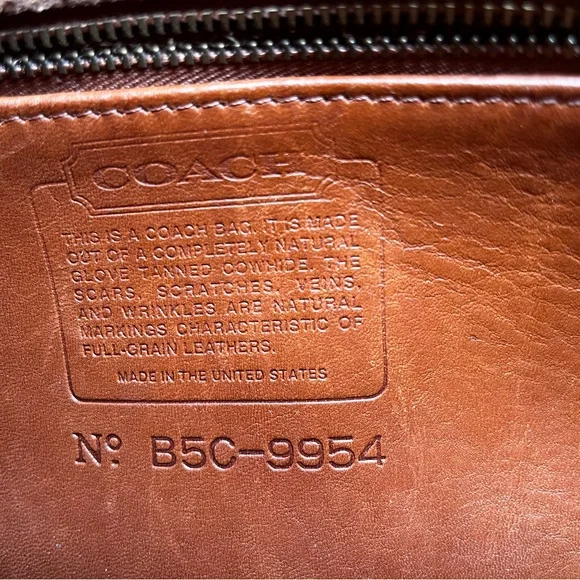 COACH
THIS IS A COACH BAG. IT IS MADE
OUT OF A COMPLETELY NATURAL
GLOVE TANNED COWHIDE. THE
SCARS, SCRATCHES, VEINS,
AND WRINKLES ARE NATURAL
MARKINGS CHARACTERISTIC OF
FULL-GRAIN LEATHERS.
MADE IN THE UNITED STATES
Nº B5C-9954